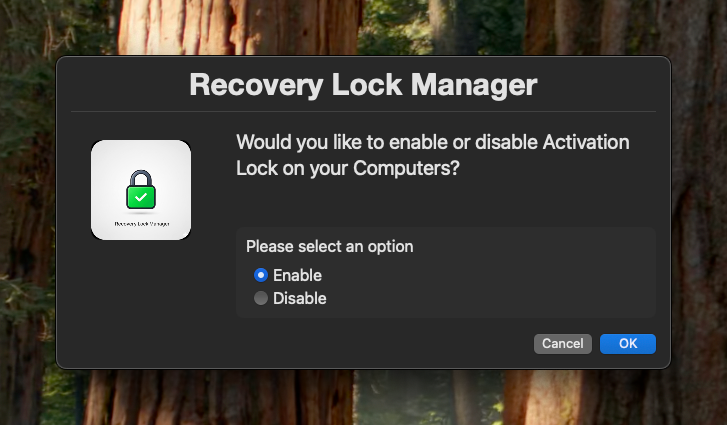 Recovery Lock Manager
Would you like to enable or disable Activation
Lock on your Computers?
Recovery Lock Manager
Please select an option
Enable
Disable
Cancel
OK